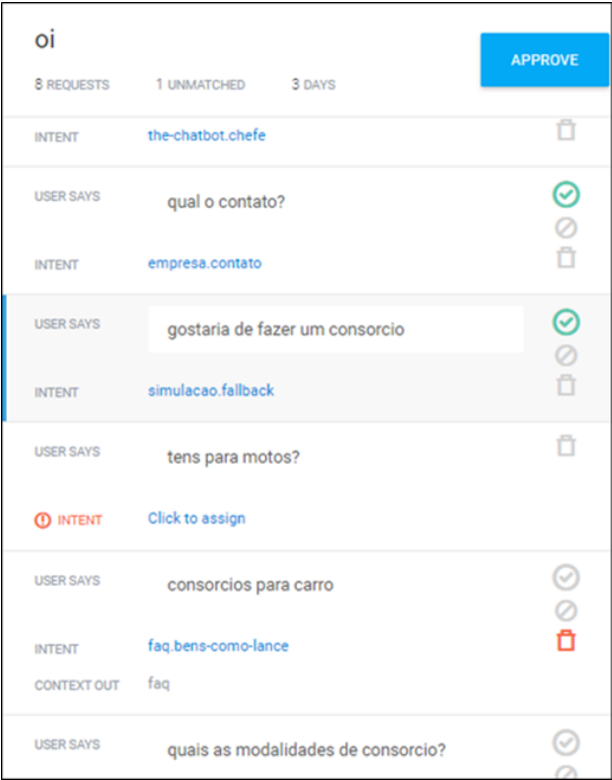 oi
APPROVE
8 REQUESTS 1 UNMATCHED 3 DAYS
INTENT the-chatbot.chefe
USER SAYS qual o contato?
INTENT empresa.contato
USER SAYS gostaria de fazer um consorcio
INTENT simulacao.fallback
USER SAYS tens para motos?
INTENT Click to assign
USER SAYS consorcios para carro
INTENT faq.bens-como-lance
CONTEXT OUT faq
USER SAYS quais as modalidades de consorcio?